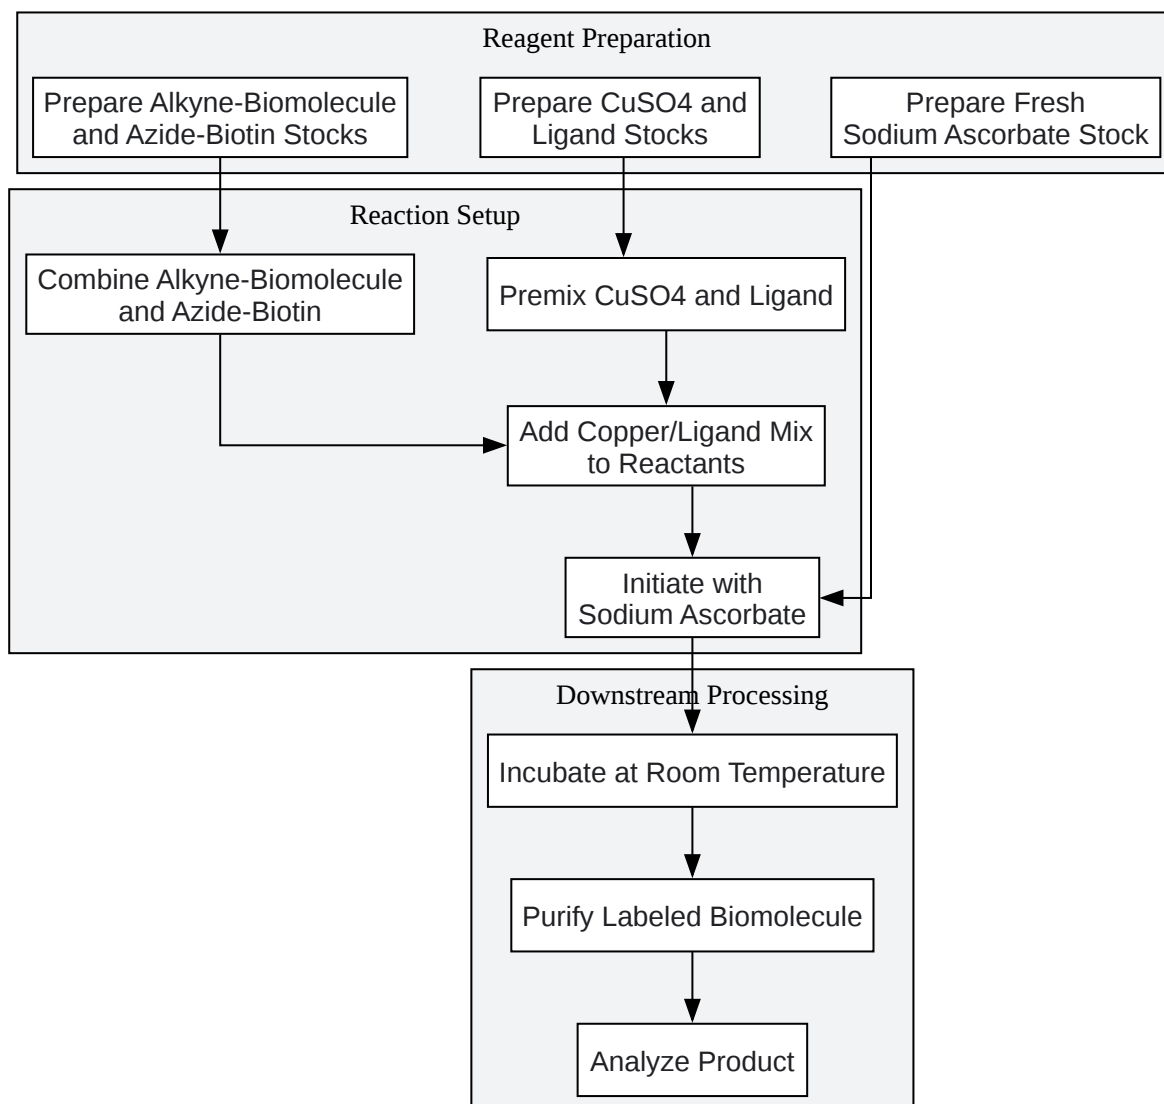 Reagent Preparation
Prepare Alkyne-Biomolecule
and Azide-Biotin Stocks
Prepare CuSO4 and
Ligand Stocks
Prepare Fresh
Sodium Ascorbate Stock
Reaction Setup
Combine Alkyne-Biomolecule
and Azide-Biotin
Premix CuSO4 and Ligand
Add Copper/Ligand Mix
to Reactants
Initiate with
Sodium Ascorbate
Downstream Processing
Incubate at Room Temperature
Purify Labeled Biomolecule
Analyze Product